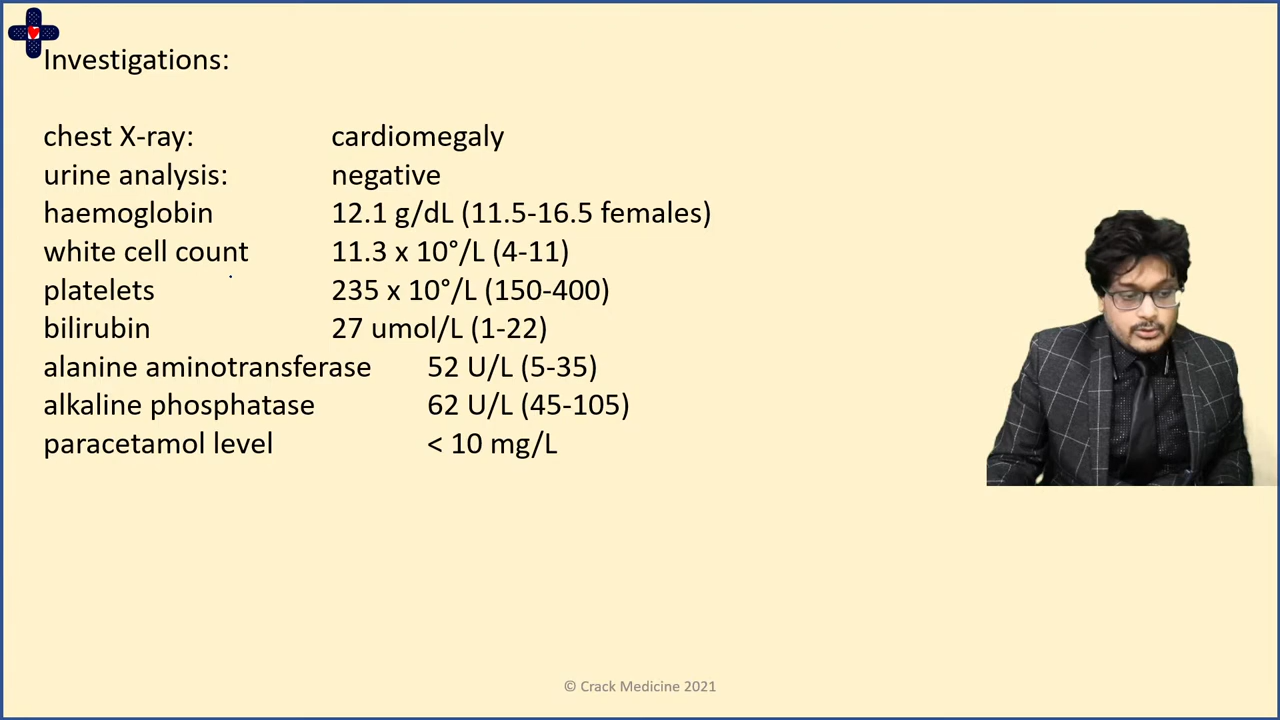 Investigations:
chest X-ray: cardiomegaly
urine analysis: negative
haemoglobin 12.1 g/dL (11.5-16.5 females)
white cell count 11.3 x 10°/L (4-11)
platelets 235 x 10°/L (150-400)
bilirubin 27 umol/L (1-22)
alanine aminotransferase 52 U/L (5-35)
alkaline phosphatase 62 U/L (45-105)
paracetamol level < 10 mg/L
© Crack Medicine 2021